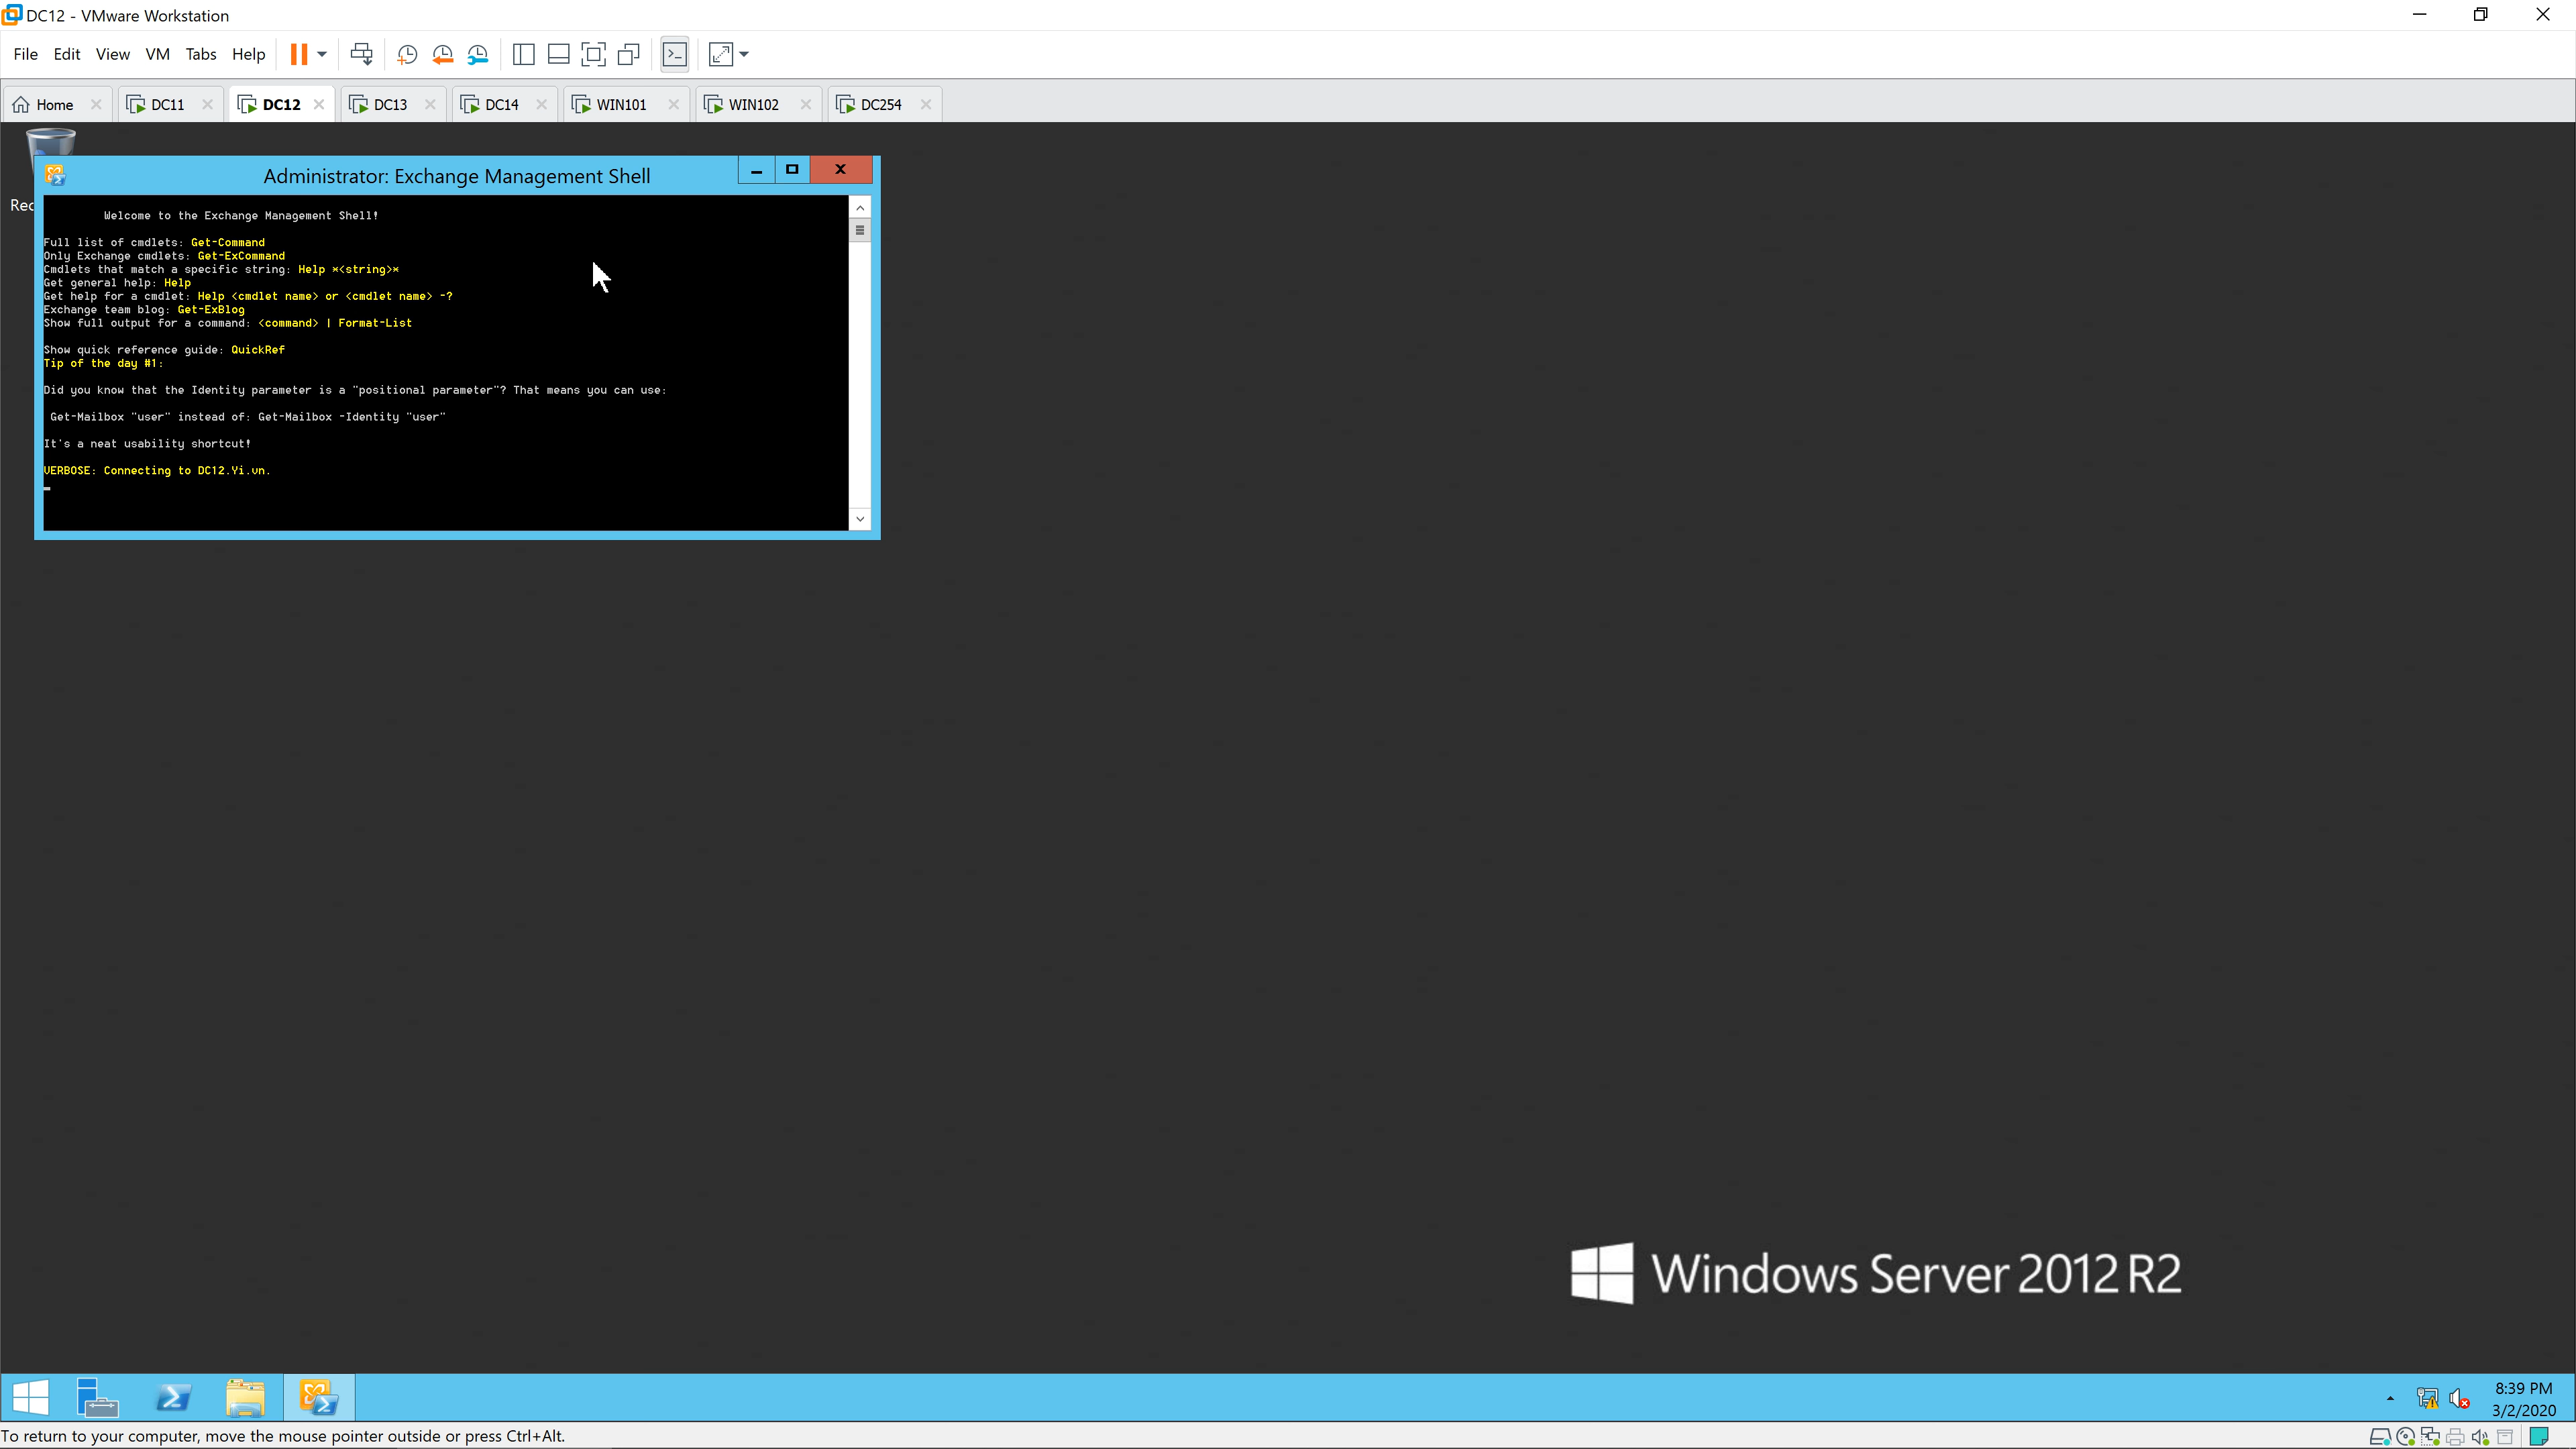 DC12 - VMware Workstation
File Edit View VM Tabs Help
Home DC11 DC12 DC13 DC14 WIN101 WIN102 DC254
Administrator: Exchange Management Shell
Rec
Welcome to the Exchange Management Shell!
Full list of cmdlets: Get-Command
Only Exchange cmdlets: Get-ExCommand
Cmdlets that match a specific string: Help *<string>*
Get general help: Help
Get help for a cmdlet: Help <cmdlet name> or <cmdlet name> -?
Exchange team blog: Get-ExBlog
Show full output for a command: <command> | Format-List
Show quick reference guide: QuickRef
Tip of the day #1:
Did you know that the Identity parameter is a "positional parameter"? That means you can use:
Get-Mailbox "user" instead of: Get-Mailbox -Identity "user"
It's a neat usability shortcut!
VERBOSE: Connecting to DC12.Yi.vn.
Windows Server 2012 R2
8:39 PM
3/2/2020
To return to your computer, move the mouse pointer outside or press Ctrl+Alt.